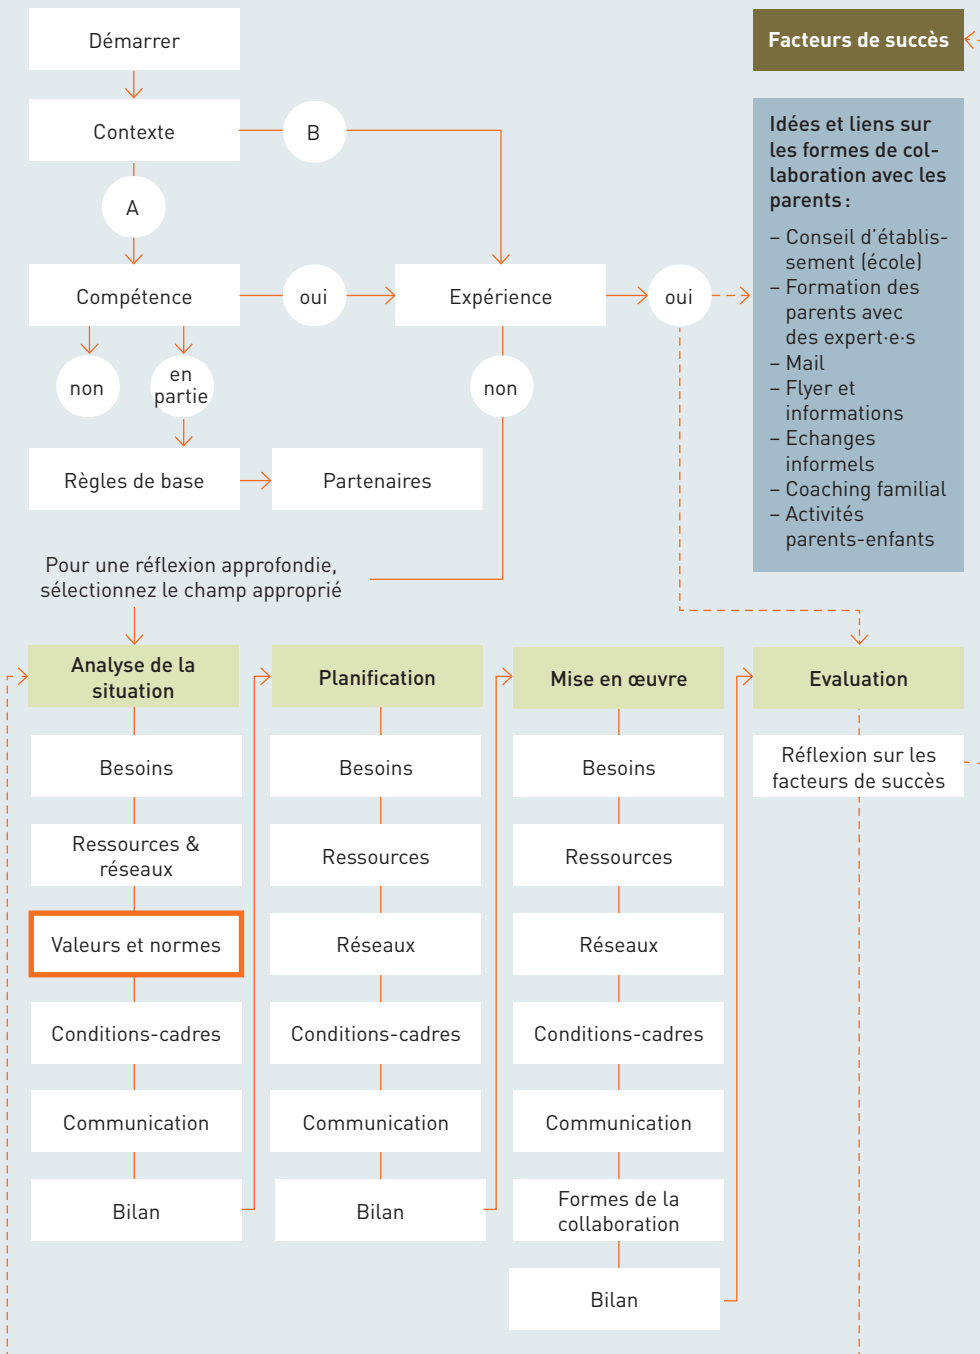 Démarrer
Facteurs de succès
Contexte
B
A
Idées et liens sur
les formes de col-
laboration avec les
parents :
– Conseil d’établis-
sement (école)
– Formation des
parents avec
des expert·e·s
– Mail
– Flyer et
informations
– Echanges
informels
– Coaching familial
– Activités
parents-enfants
Compétence
oui
Expérience
oui
non
en
partie
non
Règles de base
Partenaires
Pour une réflexion approfondie,
sélectionnez le champ approprié
Analyse de la
situation
Besoins
Ressources &
réseaux
Valeurs et normes
Conditions-cadres
Communication
Bilan
Planification
Besoins
Ressources
Réseaux
Conditions-cadres
Communication
Bilan
Mise en œuvre
Besoins
Ressources
Réseaux
Conditions-cadres
Communication
Formes de la
collaboration
Bilan
Evaluation
Réflexion sur les
facteurs de succès